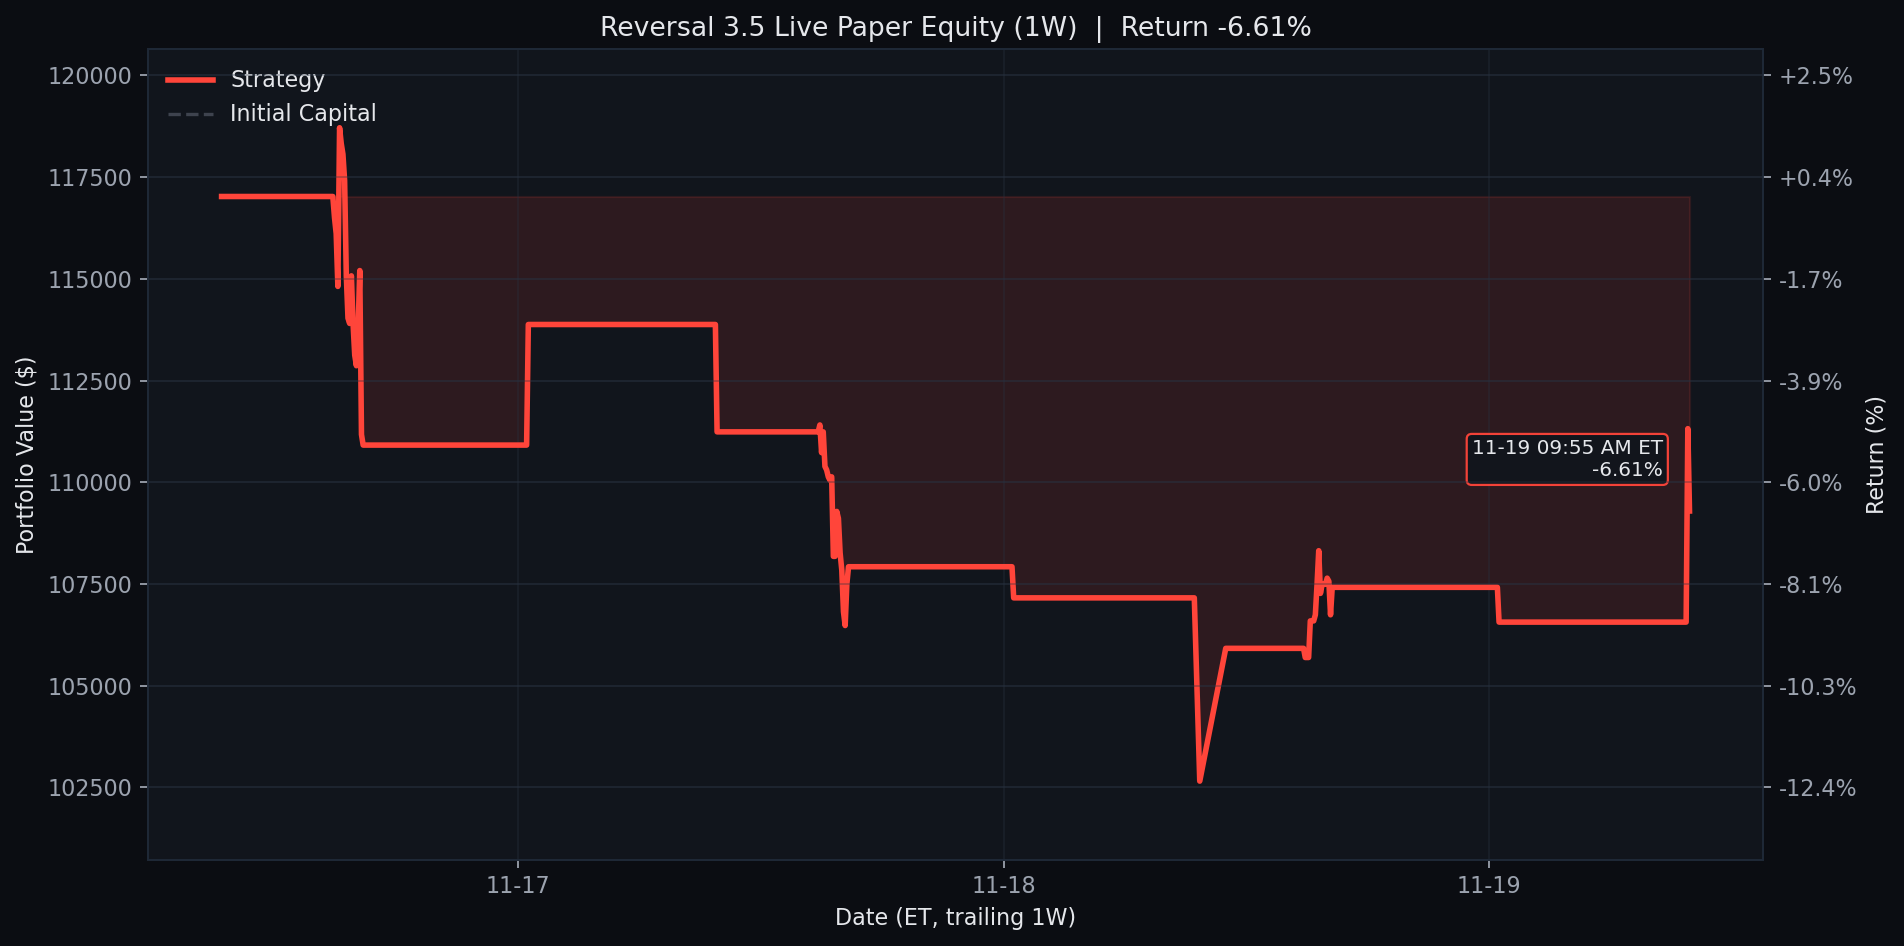 Reversal 3.5 Live Paper Equity (1W)  |  Return -6.61%
Strategy
Initial Capital
120000
117500
115000
112500
110000
107500
105000
102500
Portfolio Value ($)
+2.5%
+0.4%
-1.7%
-3.9%
-6.0%
-8.1%
-10.3%
-12.4%
Return (%)
11-19 09:55 AM ET
-6.61%
11-17
11-18
11-19
Date (ET, trailing 1W)